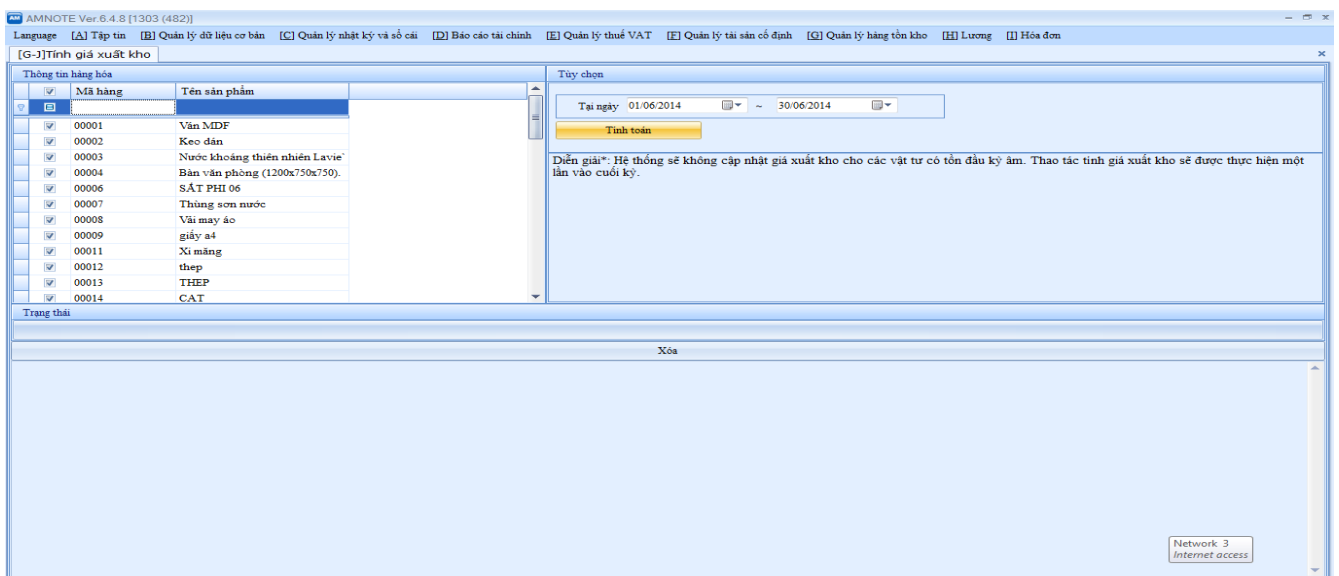 AMNOTE Ver.6.4.8 [1303 (482)]
Language [A] Tập tin [B] Quản lý dữ liệu cơ bản [C] Quản lý nhật ký và sổ cái [D] Báo cáo tài chính [E] Quản lý thuế VAT [F] Quản lý tài sản cố định [G] Quản lý hàng tồn kho [H] Lương [I] Hóa đơn
[G-J]Tính giá xuất kho
Thông tin hàng hóa
Mã hàng Tên sản phẩm
00001 Ván MDF
00002 Keo dán
00003 Nước khoáng thiên nhiên Lavie
00004 Bàn văn phòng (1200x750x750).
00006 SẮT PHI 06
00007 Thùng sơn nước
00008 Vải may áo
00009 giấy a4
00011 Xi măng
00012 thep
00013 THEP
00014 CAT
Tùy chọn
Tại ngày 01/06/2014 ~ 30/06/2014
Tính toán
Diễn giải*: Hệ thống sẽ không cập nhật giá xuất kho cho các vật tư có tồn đầu kỳ âm. Thao tác tính giá xuất kho sẽ được thực hiện một
lần vào cuối kỳ.
Trạng thái
Xóa
Network 3
Internet access